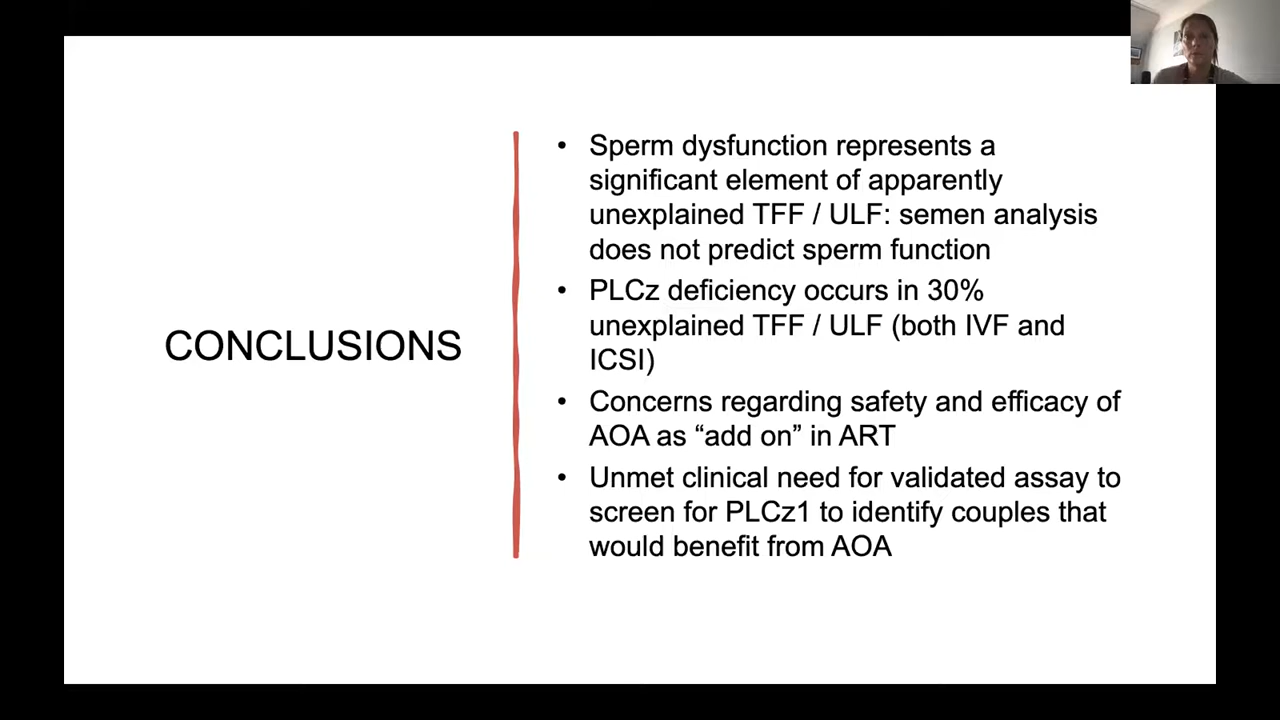 CONCLUSIONS
• Sperm dysfunction represents a
significant element of apparently
unexplained TFF / ULF: semen analysis
does not predict sperm function
• PLCz deficiency occurs in 30%
unexplained TFF / ULF (both IVF and
ICSI)
• Concerns regarding safety and efficacy of
AOA as “add on” in ART
• Unmet clinical need for validated assay to
screen for PLCz1 to identify couples that
would benefit from AOA